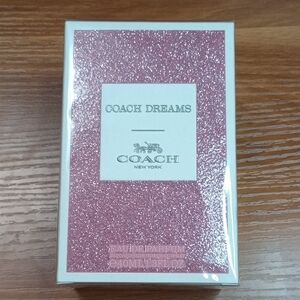 COACH DREAMS
COACH
NEW YORK
EAU DE PARFUM